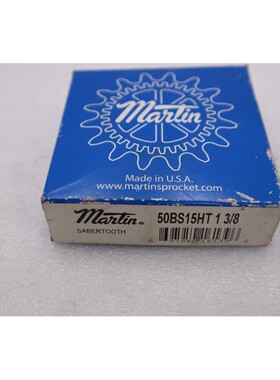 Martin
Made in U.S.A.
www.martinsprocket.com
Martin® 50BS15HT 1 3/8
SABERTOOTH